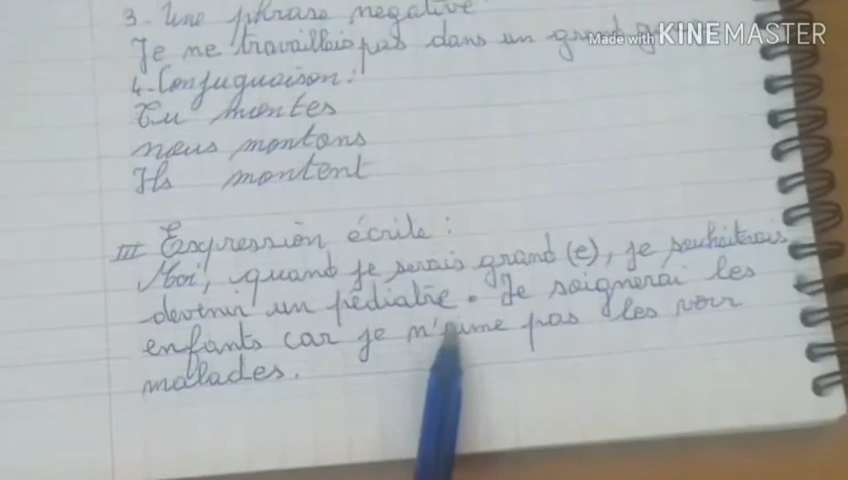 3. Une phrase négative
Je ne travaillais pas dans un grand
Made with KINEMASTER
4-Conjuguaison :
Tu montes
nous montons
Ils montent
III Expression écrite :
Moi, quand je serais grand (e), je souhaiterais
devenir un pédiatre. Je soignerai les
enfants car je n'aime pas les voir
malades.